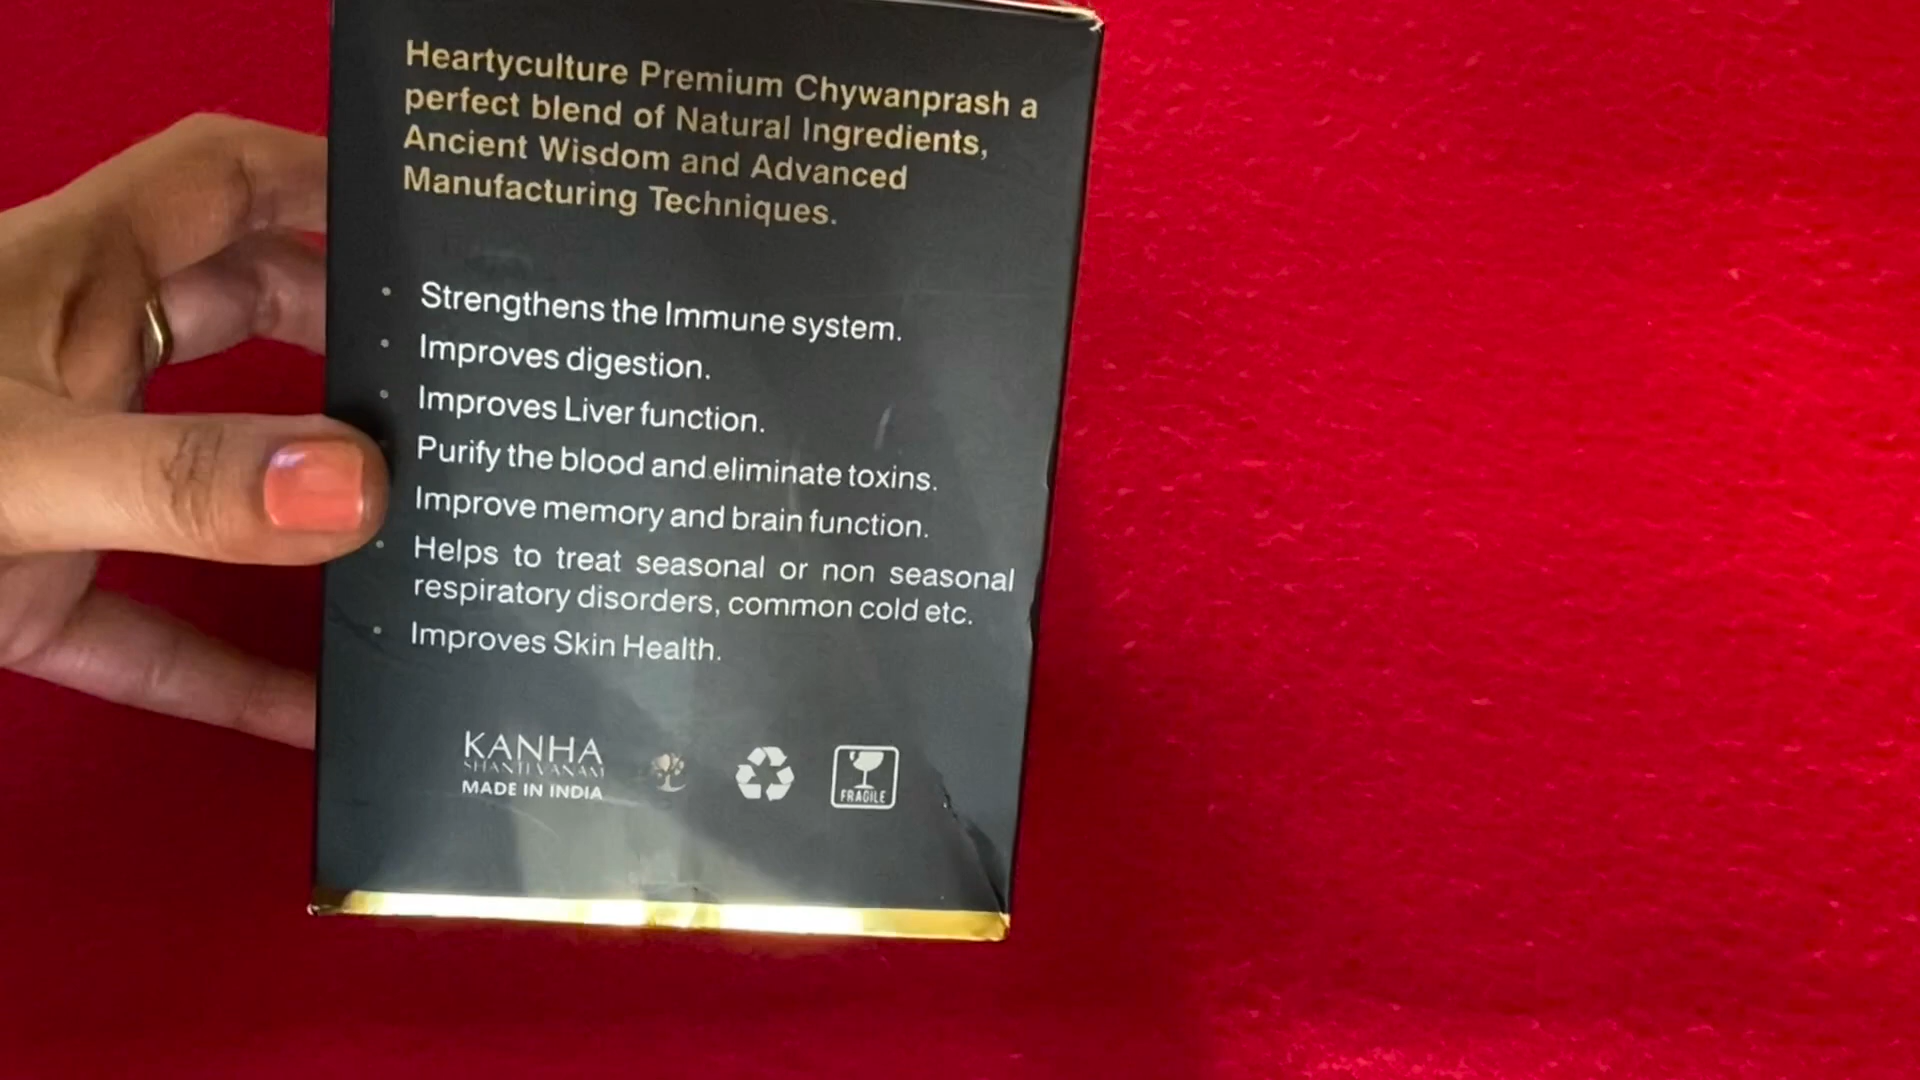 Heartyculture Premium Chywanprash a
perfect blend of Natural Ingredients,
Ancient Wisdom and Advanced
Manufacturing Techniques.
• Strengthens the Immune system.
• Improves digestion.
• Improves Liver function.
Purify the blood and eliminate toxins.
Improve memory and brain function.
• Helps to treat seasonal or non seasonal
respiratory disorders, common cold etc.
• Improves Skin Health.
KANHA
SHANTI VANAM
MADE IN INDIA
FRAGILE